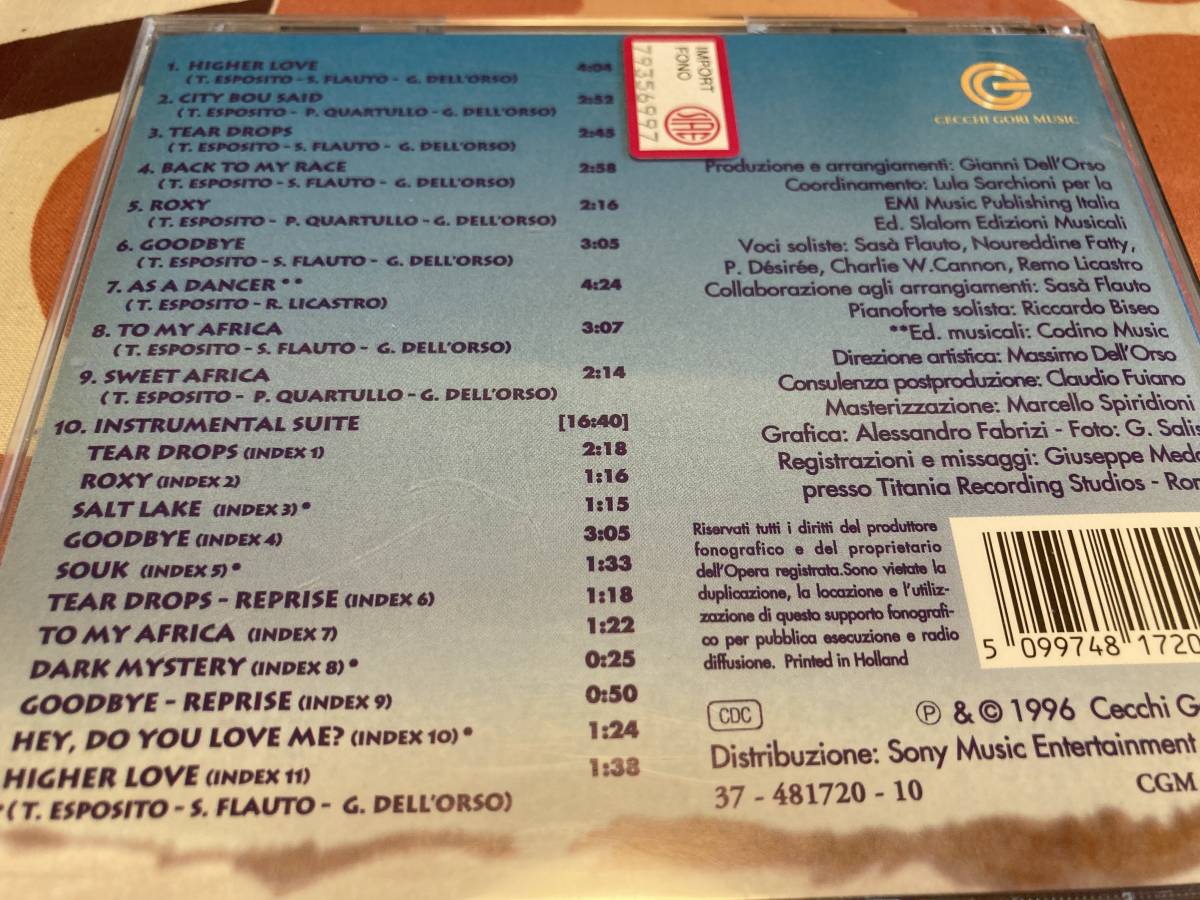 1. HIGHER LOVE 4:04
(T. ESPOSITO - S. FLAUTO - G. DELL'ORSO)
2. CITY BOU SAID 2:52
(T. ESPOSITO - P. QUARTULLO - G. DELL'ORSO)
3. TEAR DROPS 2:45
(T. ESPOSITO - S. FLAUTO - G. DELL'ORSO)
4. BACK TO MY RACE 2:58
(T. ESPOSITO - S. FLAUTO - G. DELL'ORSO)
5. ROXY 2:16
(T. ESPOSITO - P. QUARTULLO - G. DELL'ORSO)
6. GOODBYE 3:05
(T. ESPOSITO - S. FLAUTO - G. DELL'ORSO)
7. AS A DANCER ** 4:24
(T. ESPOSITO - R. LICASTRO)
8. TO MY AFRICA 3:07
(T. ESPOSITO - S. FLAUTO - G. DELL'ORSO)
9. SWEET AFRICA 2:14
(T. ESPOSITO - P. QUARTULLO - G. DELL'ORSO)
10. INSTRUMENTAL SUITE [16:40]
TEAR DROPS (INDEX 1) 2:18
ROXY (INDEX 2) 1:16
SALT LAKE (INDEX 3) * 1:15
GOODBYE (INDEX 4) 3:05
SOUK (INDEX 5) * 1:33
TEAR DROPS - REPRISE (INDEX 6) 1:18
TO MY AFRICA (INDEX 7) 1:22
DARK MYSTERY (INDEX 8) * 0:25
GOODBYE - REPRISE (INDEX 9) 0:50
HEY, DO YOU LOVE ME? (INDEX 10) * 1:24
HIGHER LOVE (INDEX 11) 1:38
*(T. ESPOSITO - S. FLAUTO - G. DELL'ORSO)
IMPORT
FONO
79356997
SIAE
CECCHI GORI MUSIC
Produzione e arrangiamenti: Gianni Dell'Orso
Coordinamento: Lula Sarchioni per la
EMI Music Publishing Italia
Ed. Slalom Edizioni Musicali
Voci soliste: Sasà Flauto, Noureddine Fatty,
P. Désirée, Charlie W.Cannon, Remo Licastro
Collaborazione agli arrangiamenti: Sasà Flauto
Pianoforte solista: Riccardo Biseo
**Ed. musicali: Codino Music
Direzione artistica: Massimo Dell'Orso
Consulenza postproduzione: Claudio Fuiano
Masterizzazione: Marcello Spiridioni
Grafica: Alessandro Fabrizi - Foto: G.
Registrazioni e missaggi: Giuseppe
presso Titania Recording Studios -
Riservati tutti i diritti del produttore
fonografico e del proprietario
dell'Opera registrata.Sono vietate la
duplicazione, la locazione e l'utiliz-
zazione di questo supporto fonografi-
co per pubblica esecuzione e radio
diffusione. Printed in Holland
5 099748 1720
CDC
Ⓟ & © 1996 Cecchi
Distribuzione: Sony Music Entertainment
37 - 481720 - 10
CGM